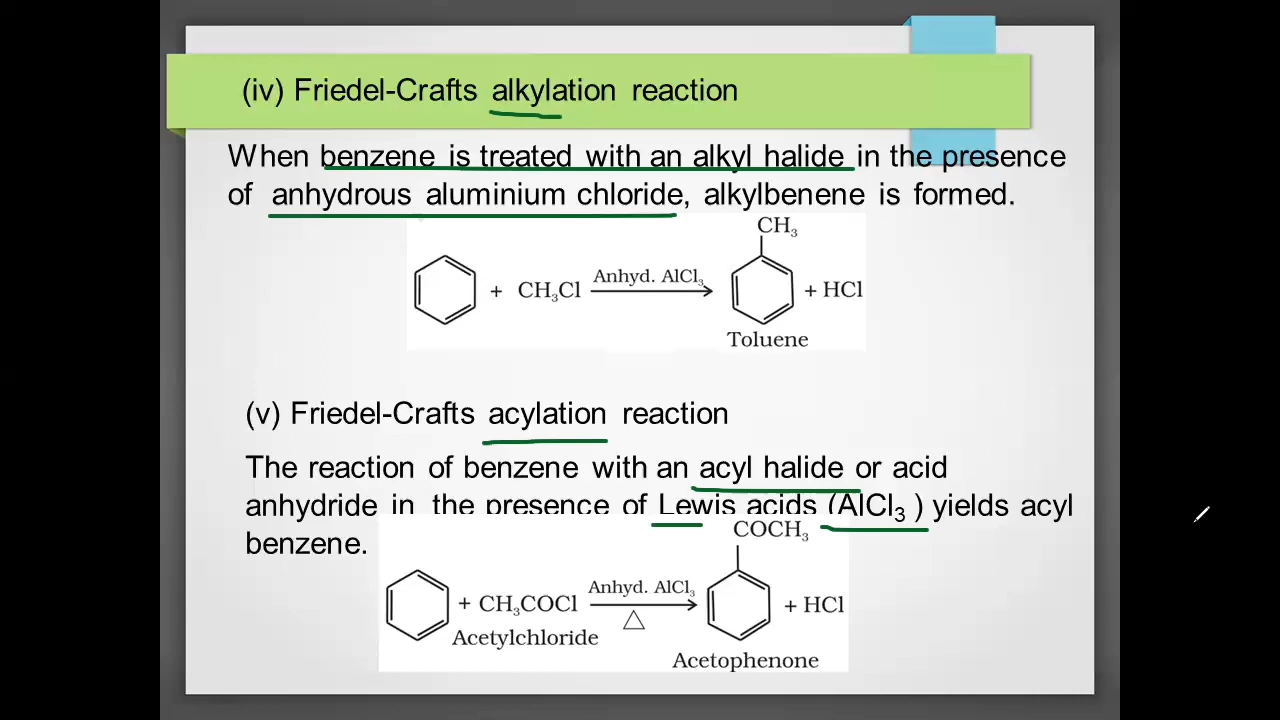 (iv) Friedel-Crafts alkylation reaction
When benzene is treated with an alkyl halide in the presence
of anhydrous aluminium chloride, alkylbenene is formed.
CH₃
+ CH₃Cl Anhyd. AlCl₃ + HCl
Toluene
(v) Friedel-Crafts acylation reaction
The reaction of benzene with an acyl halide or acid
anhydride in the presence of Lewis acids (AlCl₃ ) yields acyl
benzene.
COCH₃
+ CH₃COCl Anhyd. AlCl₃ △ + HCl
Acetylchloride
Acetophenone